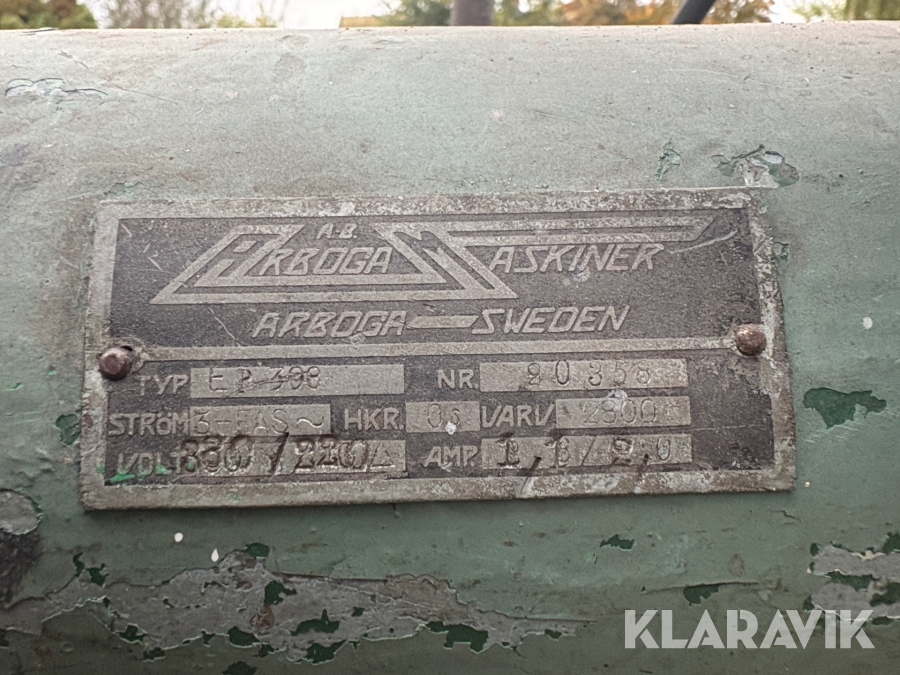 A-B
ARBOGA MASKINER
ARBOGA — SWEDEN
TYP NR. 20358
STRÖM 3-FAS~ HKR. VARV 2800
VOLT AMP.
KLARAVIK